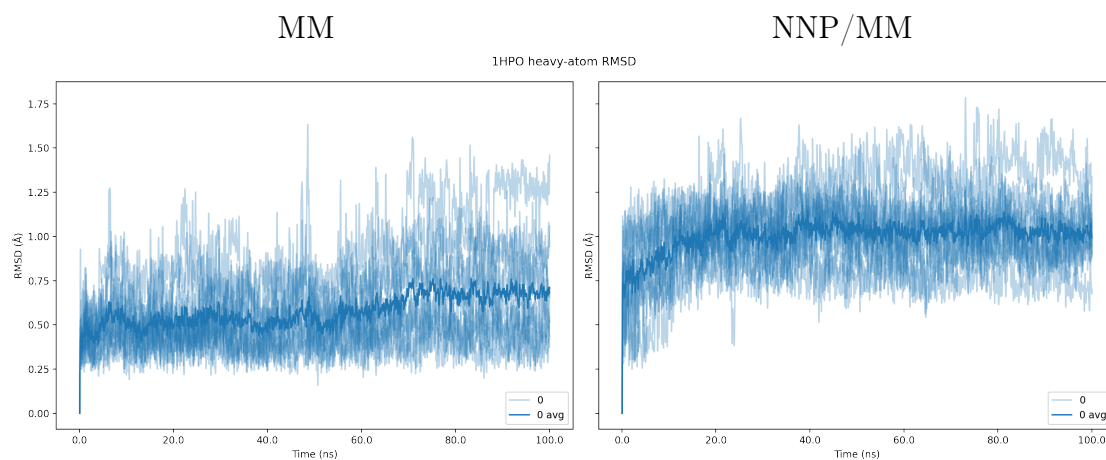 MM
NNP/MM
1HPO heavy-atom RMSD
RMSD (Å)
1.75
1.50
1.25
1.00
0.75
0.50
0.25
0.00
0.0
20.0
40.0
60.0
80.0
100.0
Time (ns)
0
0 avg
RMSD (Å)
0.0
20.0
40.0
60.0
80.0
100.0
Time (ns)
0
0 avg